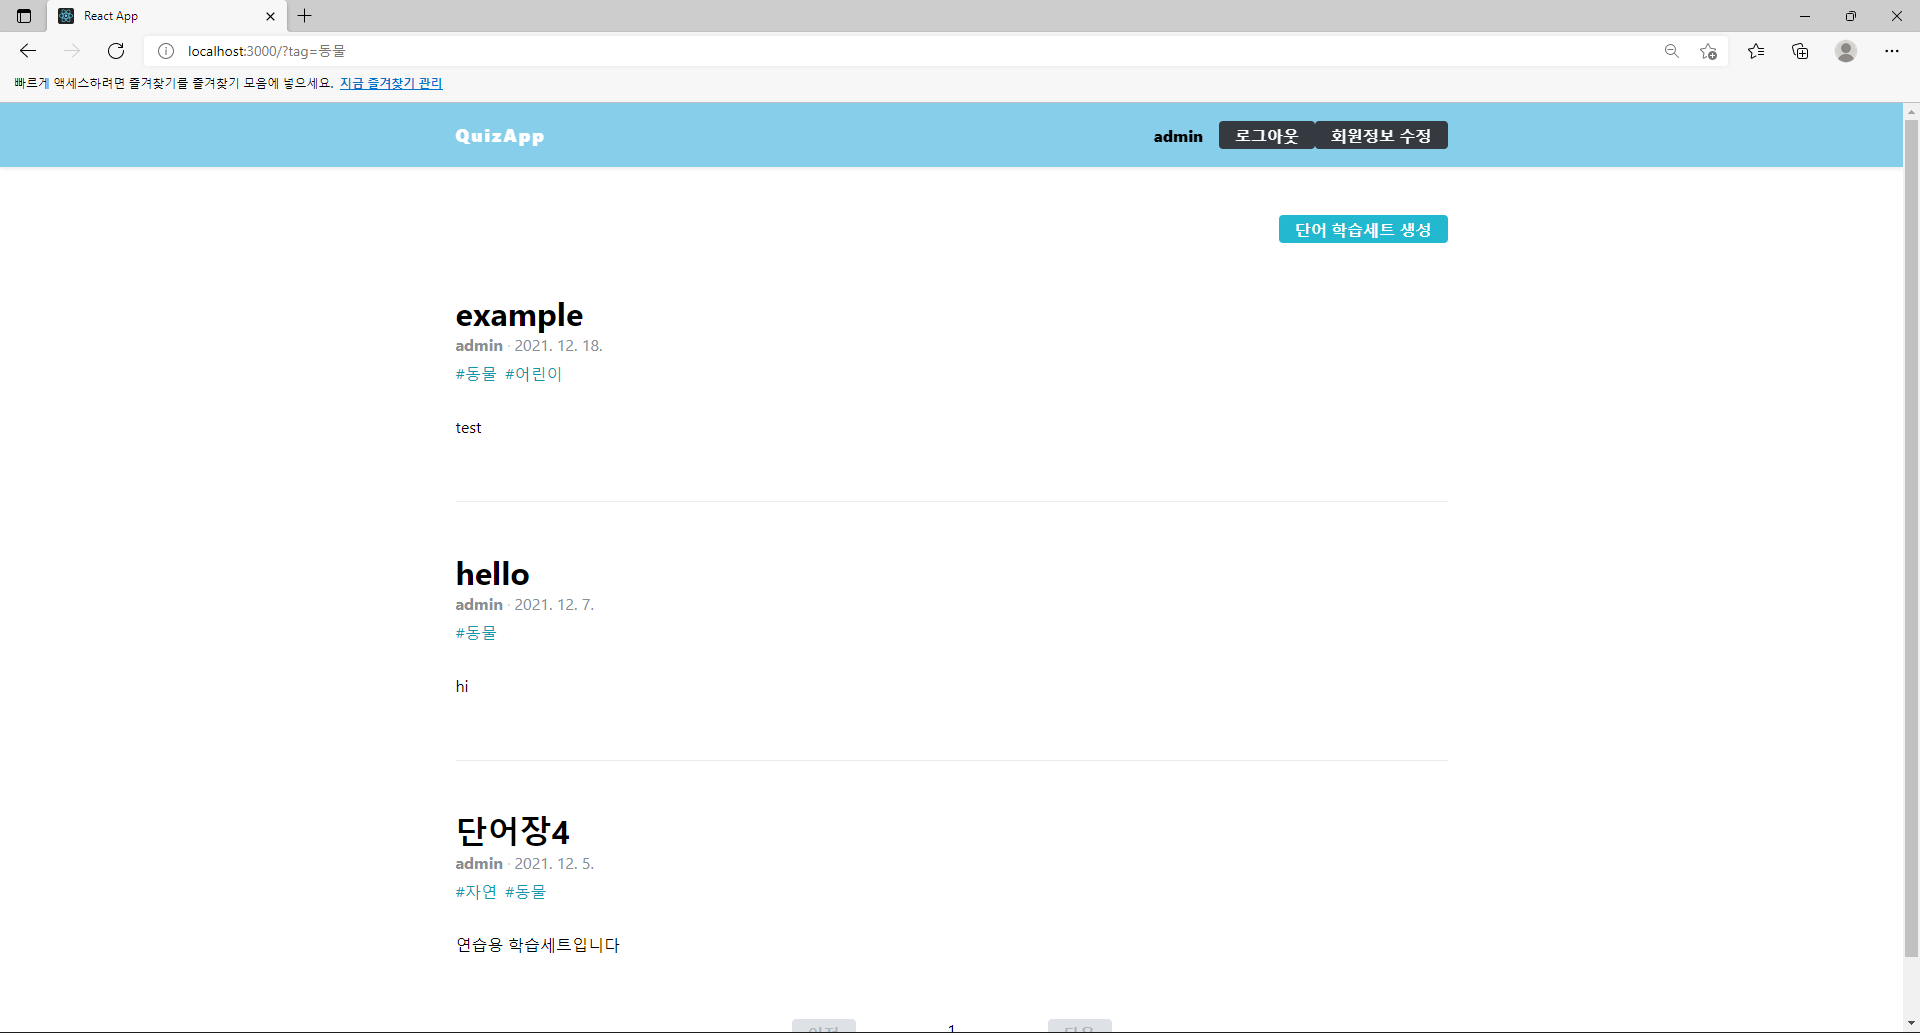 React App
localhost:3000/?tag=동물
빠르게 액세스하려면 즐겨찾기를 즐겨찾기 모음에 넣으세요. 지금 즐겨찾기 관리
QuizApp admin 로그아웃 회원정보 수정
단어 학습세트 생성
example
admin · 2021. 12. 18.
#동물 #어린이
test
hello
admin · 2021. 12. 7.
#동물
hi
단어장4
admin · 2021. 12. 5.
#자연 #동물
연습용 학습세트입니다
이전 1 다음